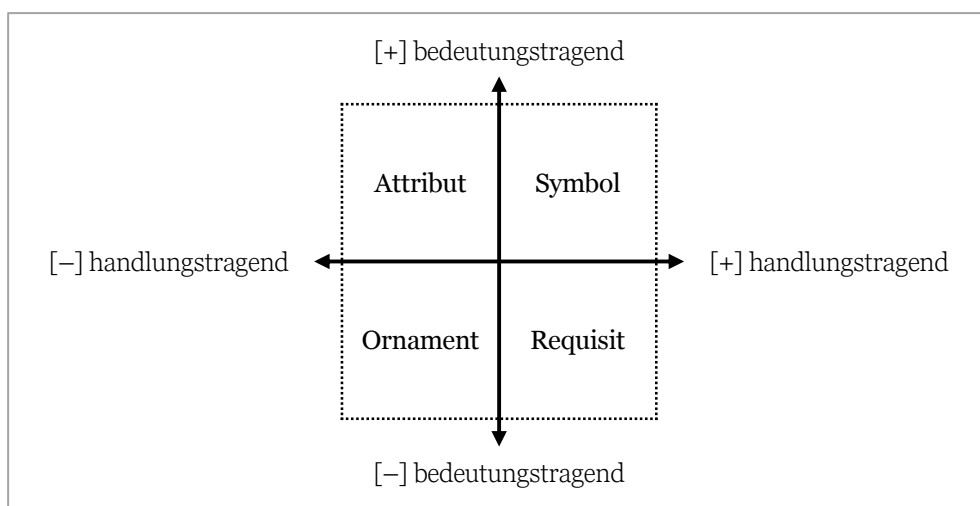 [+] bedeutungstragend
Attribut Symbol
[–] handlungstragend [+] handlungstragend
Ornament Requisit
[–] bedeutungstragend